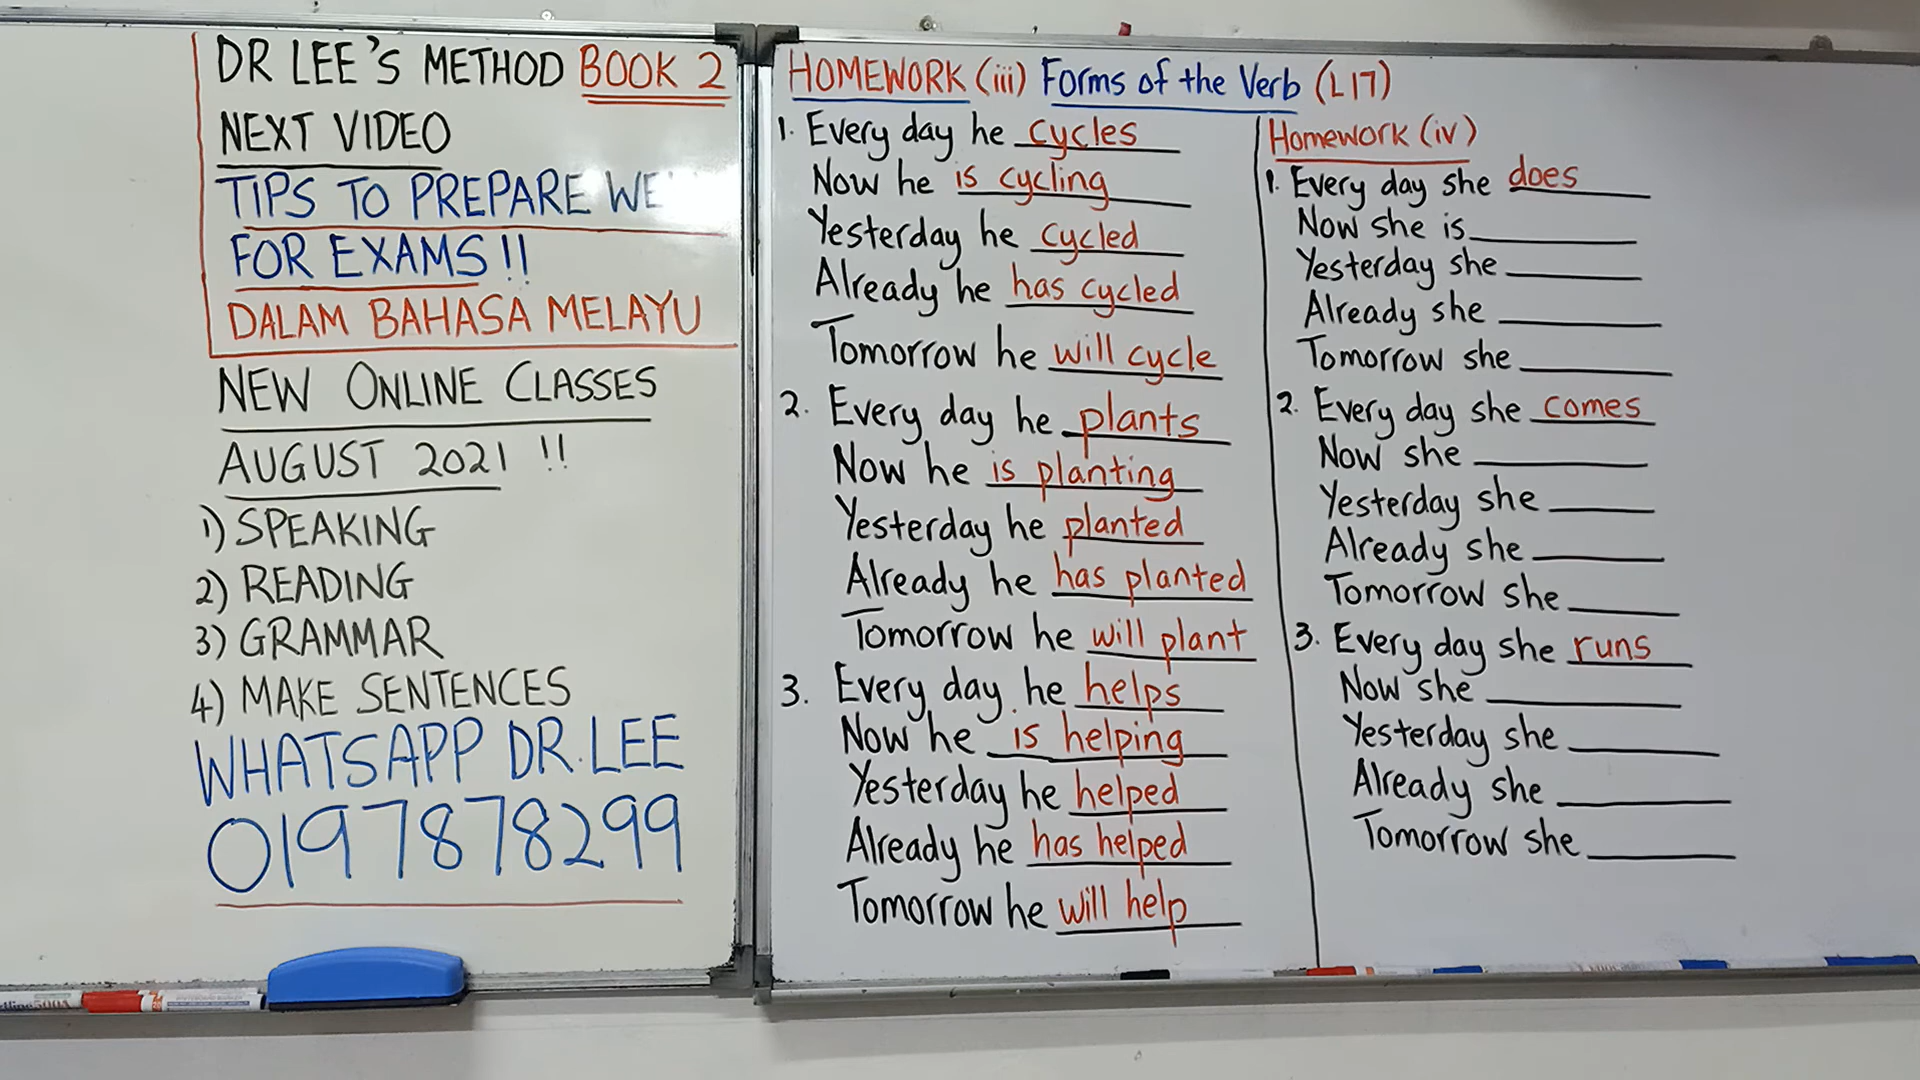 DR LEE'S METHOD BOOK 2
NEXT VIDEO
TIPS TO PREPARE
FOR EXAMS!!
DALAM BAHASA MELAYU
NEW ONLINE CLASSES
AUGUST 2021 !!
1) SPEAKING
2) READING
3) GRAMMAR
4) MAKE SENTENCES
WHATSAPP DR.LEE
0197878299
HOMEWORK (iii) Forms of the Verb (L17)
1. Every day he cycles
Now he is cycling
Yesterday he cycled
Already he has cycled
Tomorrow he will cycle
2. Every day he plants
Now he is planting
Yesterday he planted
Already he has planted
Tomorrow he will plant
3. Every day he helps
Now he is helping
Yesterday he helped
Already he has helped
Tomorrow he will help
Homework (iv)
1. Every day she does
Now she is
Yesterday she
Already she
Tomorrow she
2. Every day she comes
Now she
Yesterday she
Already she
Tomorrow she
3. Every day she runs
Now she
Yesterday she
Already she
Tomorrow she